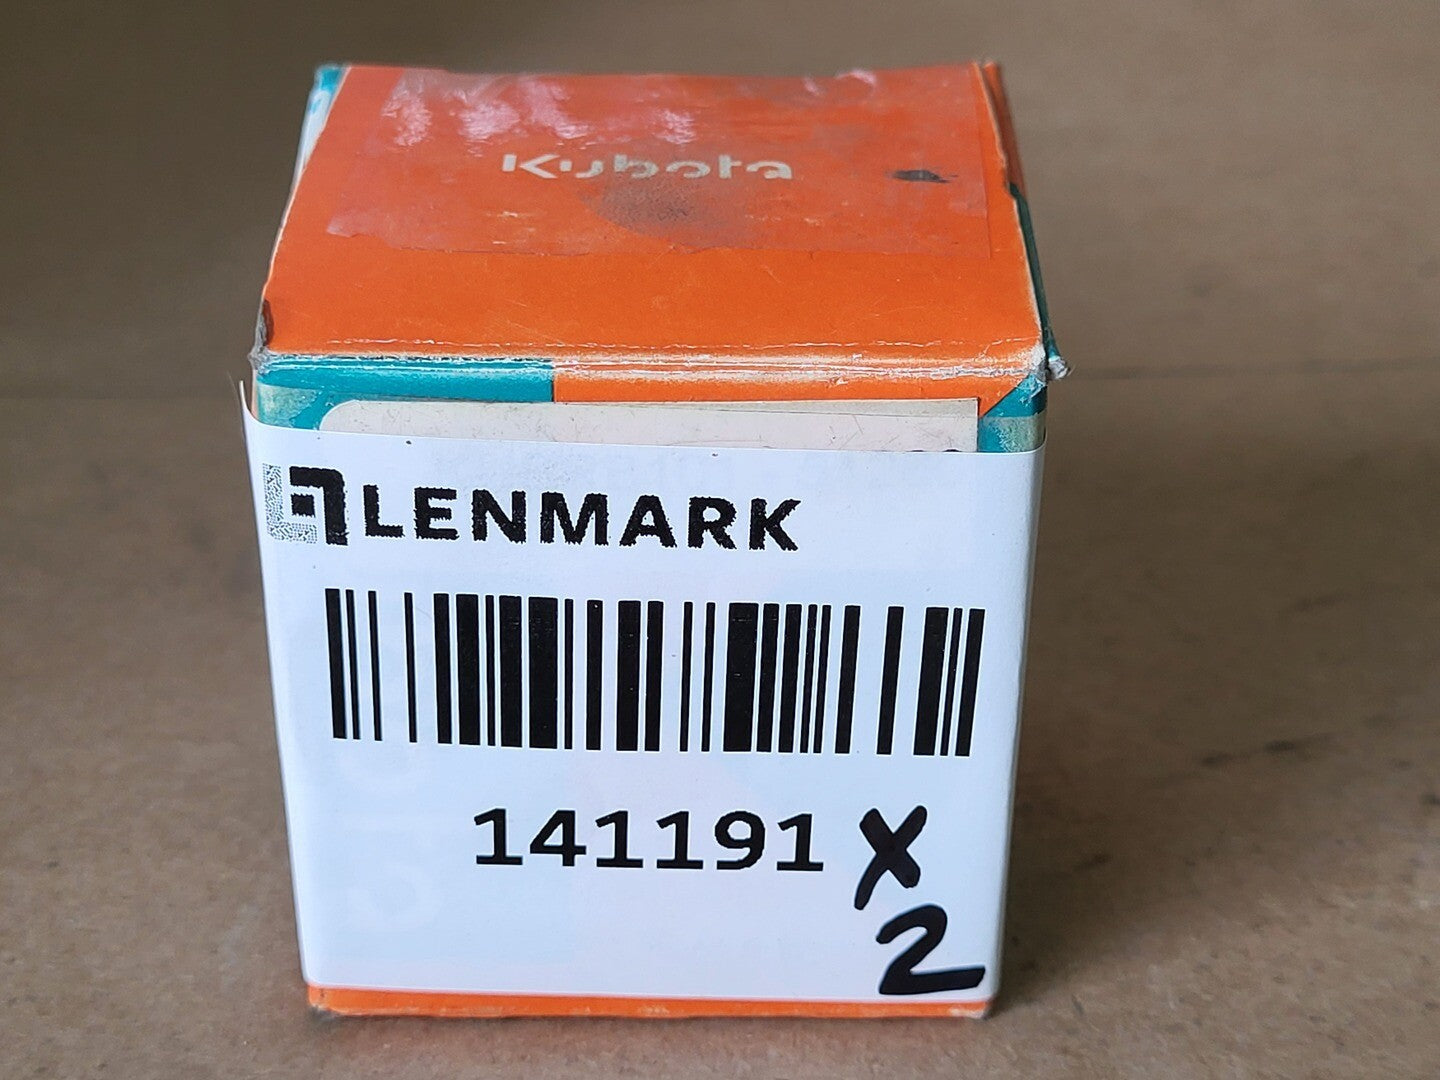 Kubota
LENMARK
141191 X
2